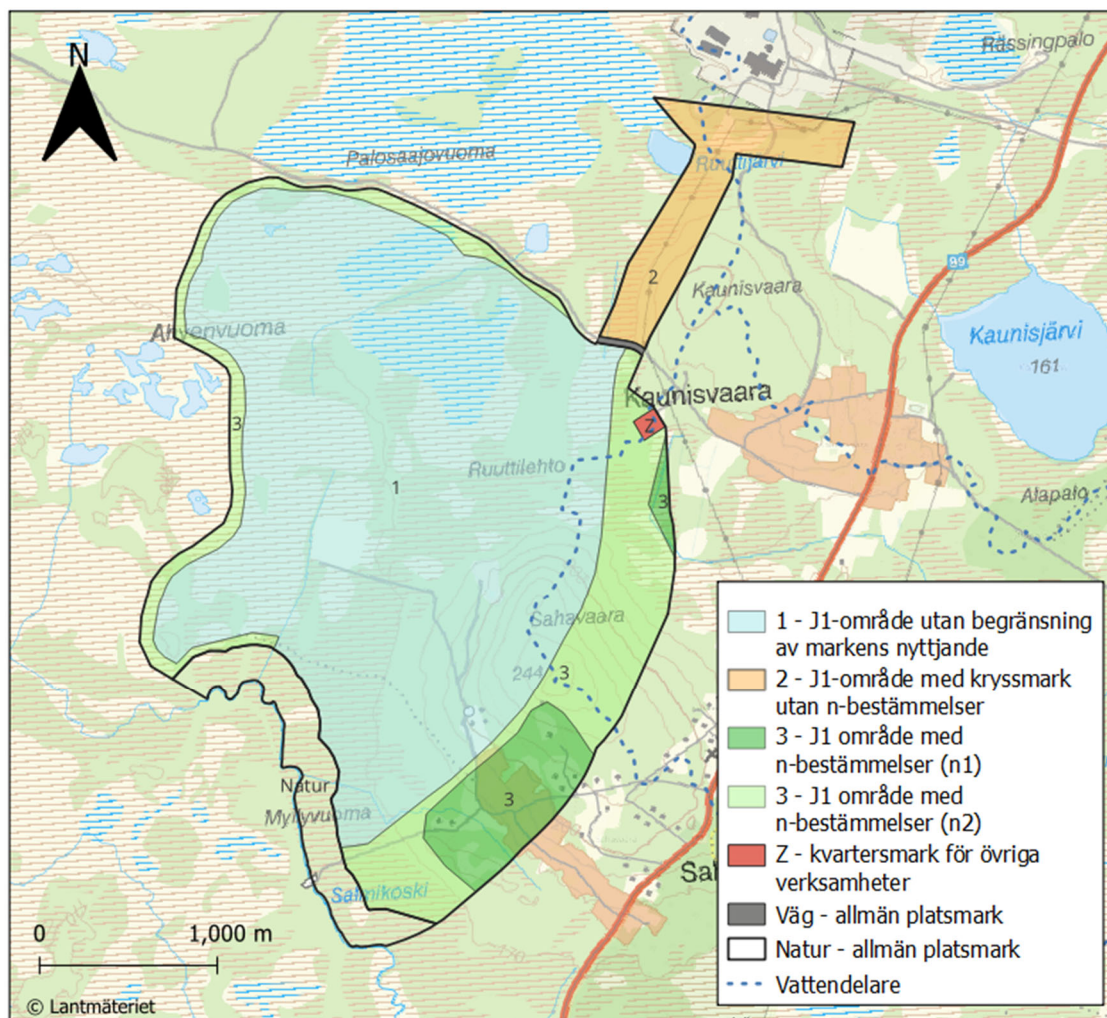 N
Rässingpalo
Palosaajovuoma
Ruuttijärvi
99
2
Kaunisvaara
Ahvenvuoma
Kaunisjärvi
161
Kaunisvaara
3
Z
Ruuttilehto
1
3
Alapalo
Sahavaara
244
3
Natur
3
Myllyvuoma
Salmikoski
170
0
1,000 m
© Lantmäteriet
1 - J1-område utan begränsning
av markens nyttjande
2 - J1-område med kryssmark
utan n-bestämmelser
3 - J1 område med
n-bestämmelser (n1)
3 - J1 område med
n-bestämmelser (n2)
Z - kvartersmark för övriga
verksamheter
Väg - allmän platsmark
Natur - allmän platsmark
Vattendelare